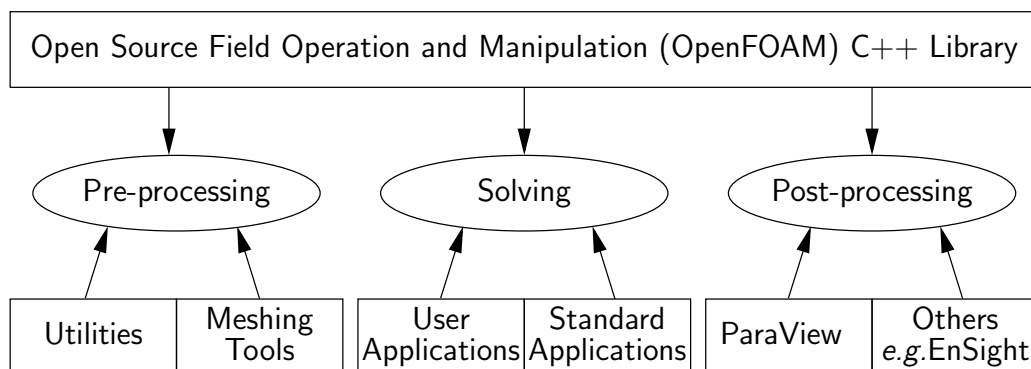 Open Source Field Operation and Manipulation (OpenFOAM) C++ Library
Pre-processing
Solving
Post-processing
Utilities
Meshing
Tools
User
Applications
Standard
Applications
ParaView
Others
e.g.EnSight